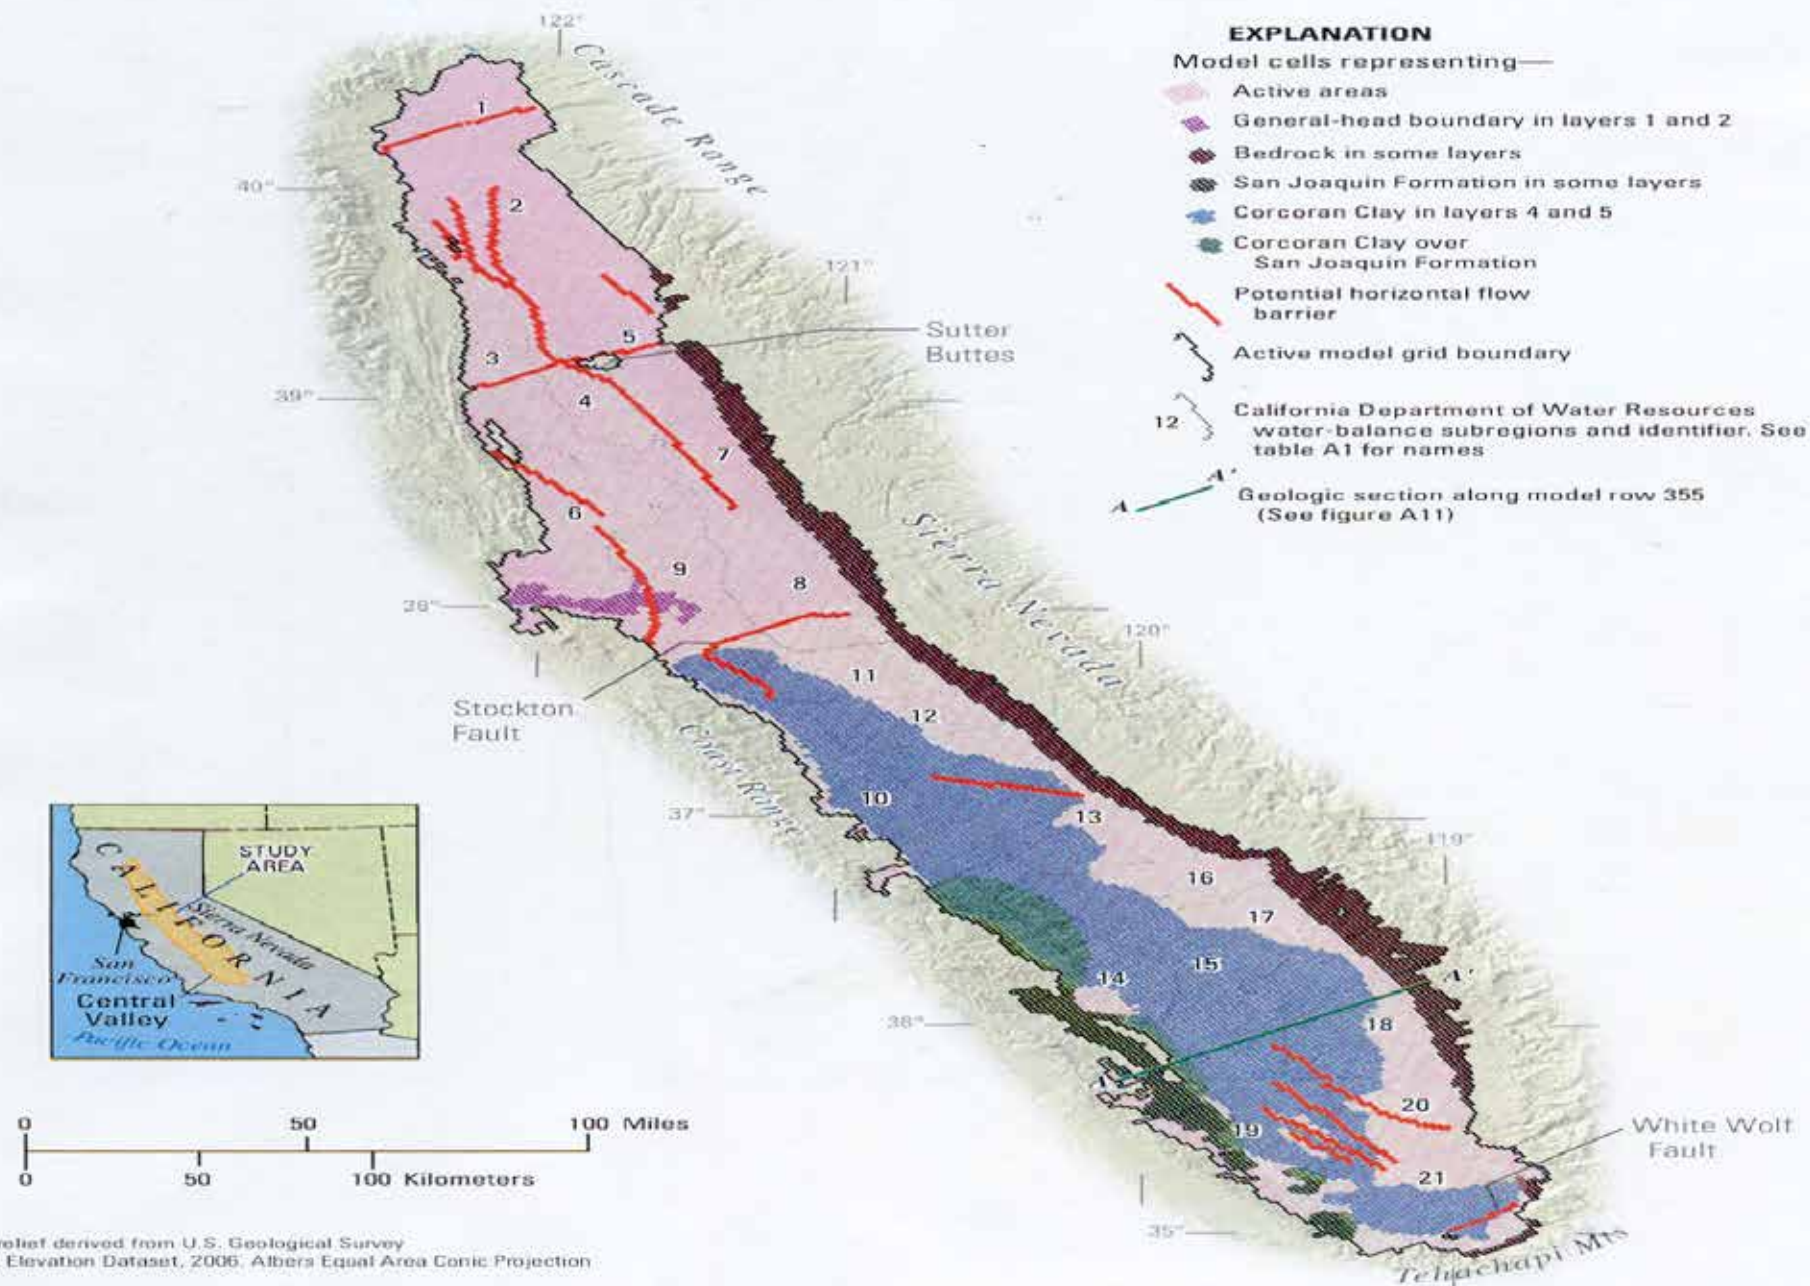 122°
Cascade Range
40°
121°
Sutter
Buttes
39°
Sierra Nevada
38°
120°
Stockton
Fault
Coast Ranges
37°
119°
36°
White Wolf
Fault
35°
Tehachapi Mts
1
2
3
5
4
7
6
9
8
11
12
10
13
16
17
14
15
18
20
19
21
A
A'
EXPLANATION
Model cells representing—
Active areas
General-head boundary in layers 1 and 2
Bedrock in some layers
San Joaquin Formation in some layers
Corcoran Clay in layers 4 and 5
Corcoran Clay over
San Joaquin Formation
Potential horizontal flow
barrier
Active model grid boundary
12 California Department of Water Resources
water-balance subregions and identifier. See
table A1 for names
A A' Geologic section along model row 355
(See figure A11)
STUDY
AREA
CALIFORNIA
Sierra Nevada
San
Francisco
Central
Valley
Pacific Ocean
0 50 100 Miles
0 50 100 Kilometers
relief derived from U.S. Geological Survey
Elevation Dataset, 2006. Albers Equal Area Conic Projection